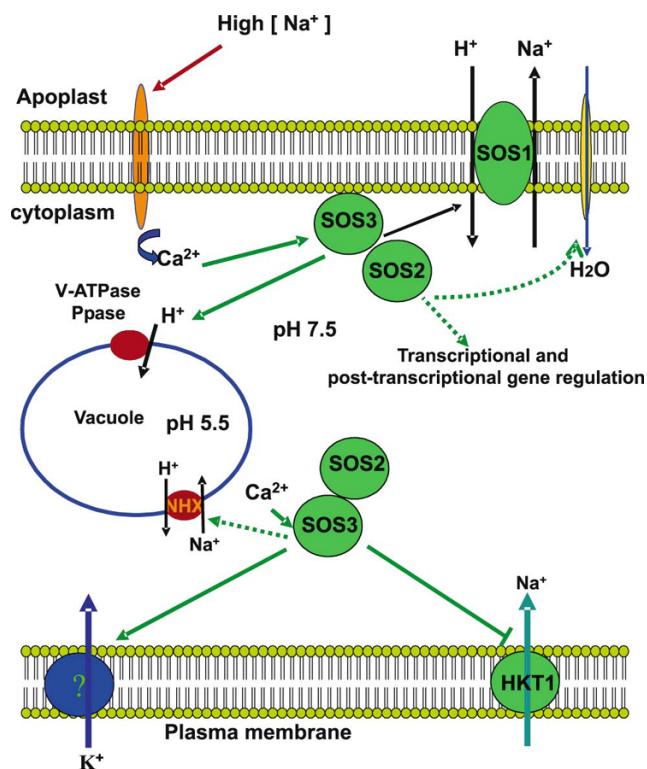 High [ Na⁺ ]
H⁺
Na⁺
Apoplast
SOS1
cytoplasm
SOS3
Ca²⁺
SOS2
H₂O
V-ATPase
Ppase
H⁺
pH 7.5
Transcriptional and
post-transcriptional gene regulation
Vacuole
pH 5.5
SOS2
H⁺
Ca²⁺
NHX
SOS3
Na⁺
Na⁺
?
HKT1
Plasma membrane
K⁺